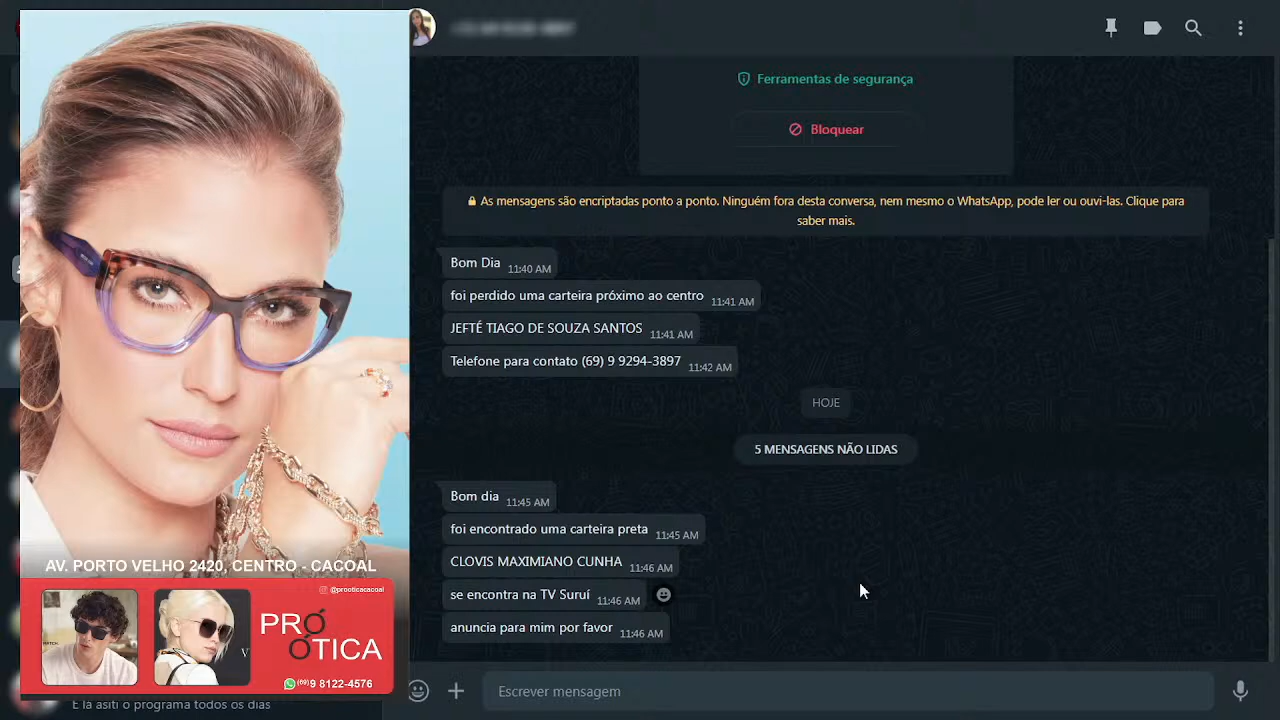 AV. PORTO VELHO 2420, CENTRO - CACOAL
@prooticacacoal
PRÓ
ÓTICA
(69) 9 8122-4576
E la asiti o programa todos os dias
Ferramentas de segurança
Bloquear
As mensagens são encriptadas ponto a ponto. Ninguém fora desta conversa, nem mesmo o WhatsApp, pode ler ou ouvi-las. Clique para
saber mais.
Bom Dia 11:40 AM
foi perdido uma carteira próximo ao centro 11:41 AM
JEFTÉ TIAGO DE SOUZA SANTOS 11:41 AM
Telefone para contato (69) 9 9294-3897 11:42 AM
HOJE
5 MENSAGENS NÃO LIDAS
Bom dia 11:45 AM
foi encontrado uma carteira preta 11:45 AM
CLOVIS MAXIMIANO CUNHA 11:46 AM
se encontra na TV Suruí 11:46 AM
anuncia para mim por favor 11:46 AM
Escrever mensagem